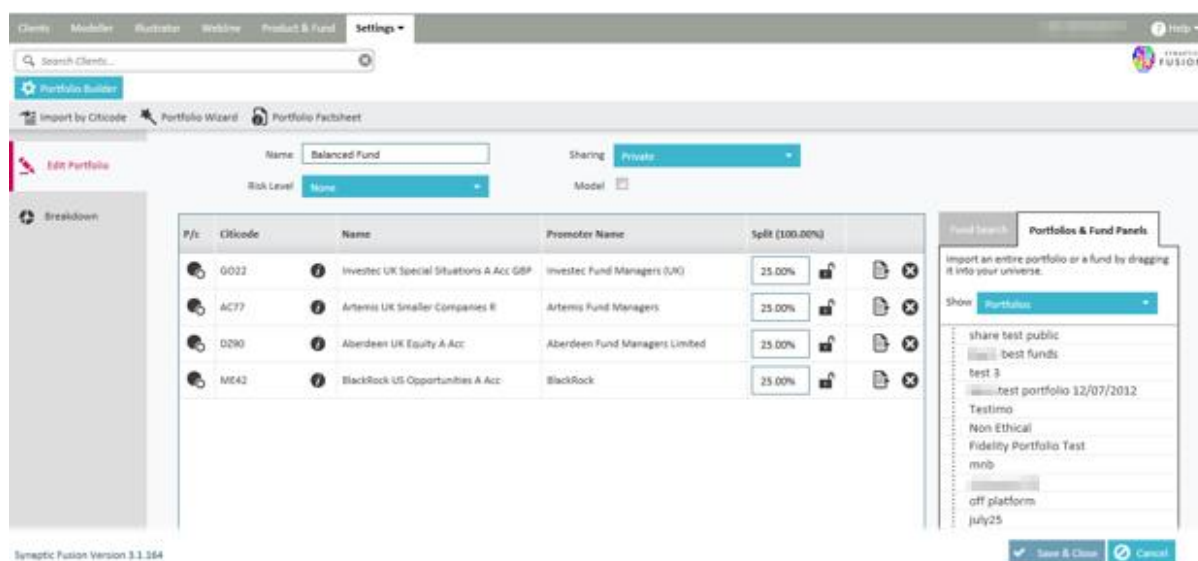 Clients Modeller Illustrator Webline Product & Fund Settings
Help
Search Clients...
SYNAPTIC
FUSION
Portfolio Builder
Import by Citicode Portfolio Wizard Portfolio Factsheet
Edit Portfolio
Breakdown
Name Balanced Fund Sharing Private
Risk Level None Model
P/c Citicode Name Promoter Name Split (100.00%)
GO22 Investec UK Special Situations A Acc GBP Investec Fund Managers (UK) 25.00%
AC77 Artemis UK Smaller Companies R Artemis Fund Managers 25.00%
DZ90 Aberdeen UK Equity A Acc Aberdeen Fund Managers Limited 25.00%
ME42 BlackRock US Opportunities A Acc BlackRock 25.00%
Fund Search Portfolios & Fund Panels
Import an entire portfolio or a fund by dragging
it into your universe.
Show Portfolios
share test public
best funds
test 3
test portfolio 12/07/2012
Testimo
Non Ethical
Fidelity Portfolio Test
mnb
off platform
july25
Synaptic Fusion Version 3.1.164
Save & Close Cancel